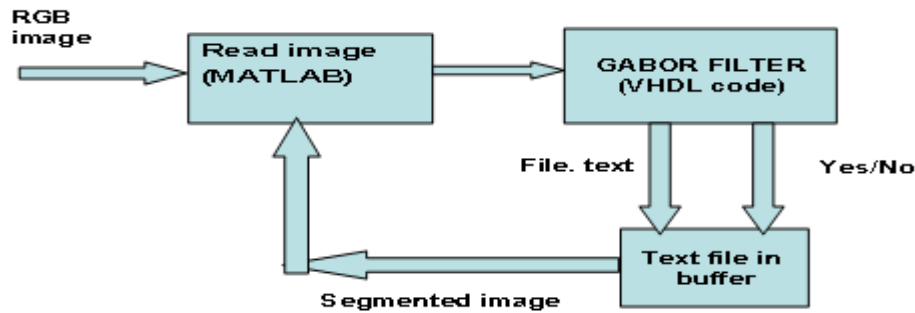 RGB
image
Read image
(MATLAB)
GABOR FILTER
(VHDL code)
File. text
Yes/No
Text file in
buffer
Segmented image